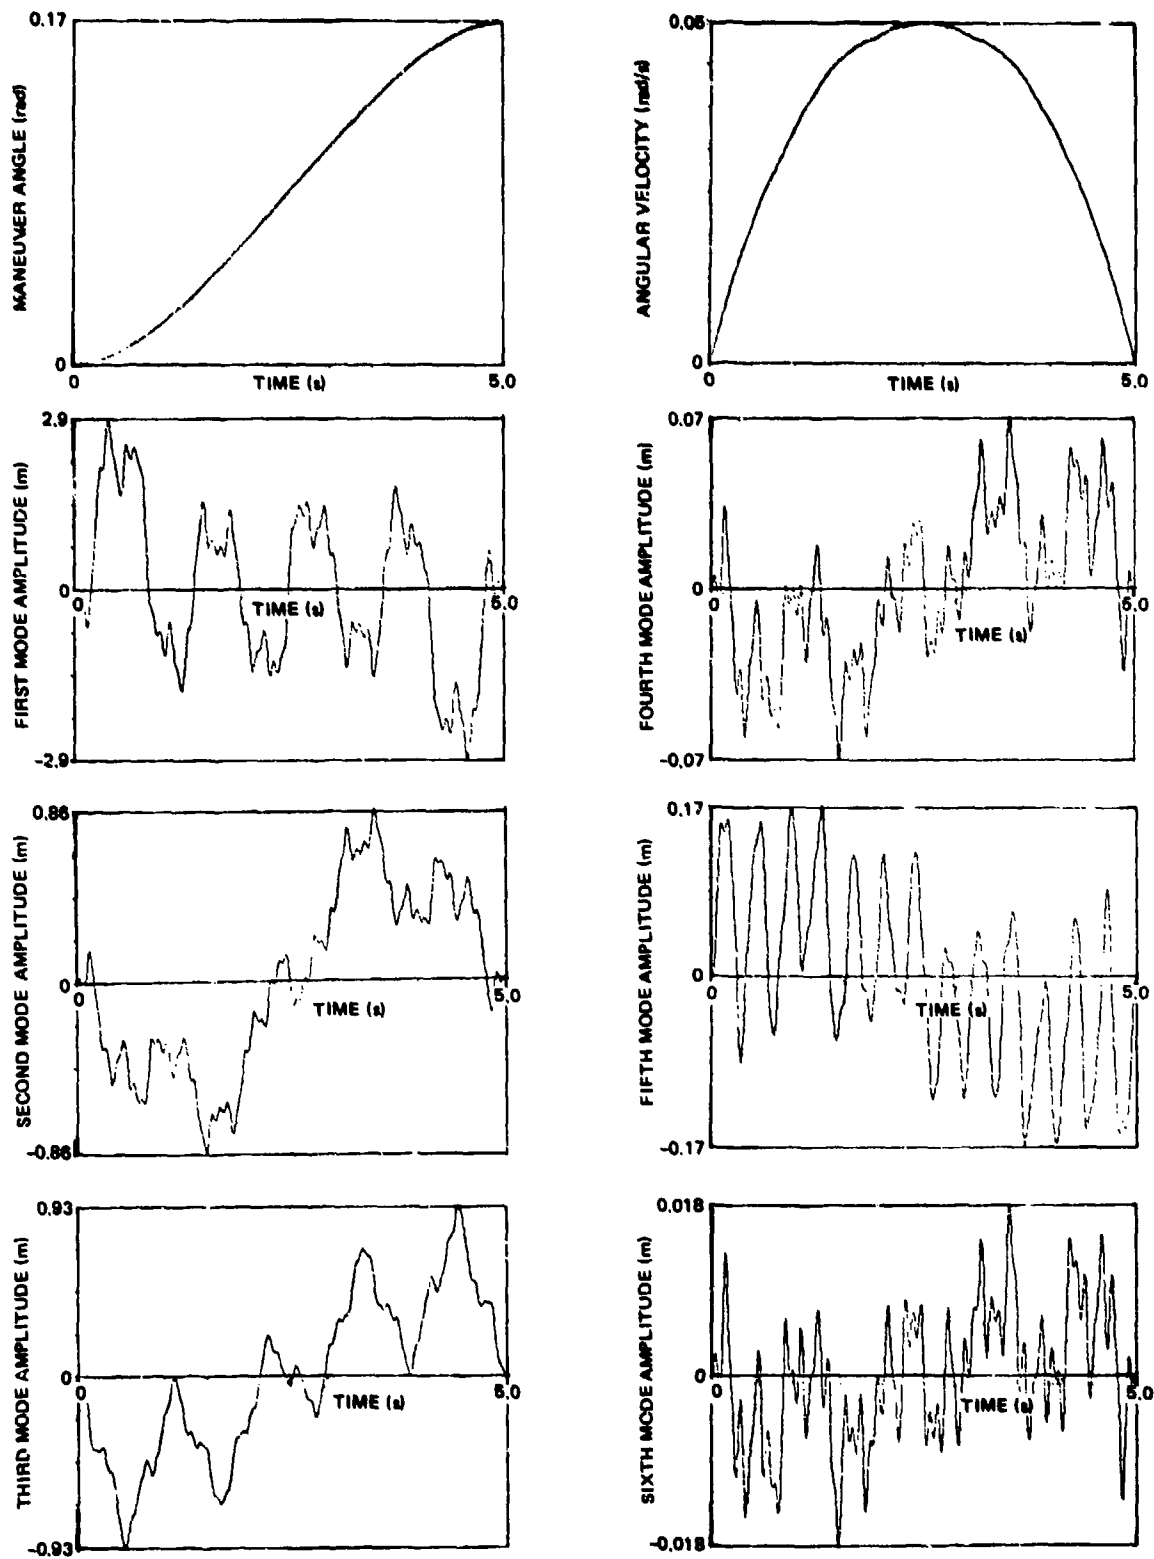 0.17
MANEUVER ANGLE (rad)
0
0
TIME (s)
5.0
0.05
ANGULAR VELOCITY (rad/s)
0
0
TIME (s)
5.0
2.9
FIRST MODE AMPLITUDE (m)
0
TIME (s)
5.0
-2.9
0.07
FOURTH MODE AMPLITUDE (m)
0
TIME (s)
5.0
-0.07
0.86
SECOND MODE AMPLITUDE (m)
0
TIME (s)
5.0
-0.86
0.17
FIFTH MODE AMPLITUDE (m)
0
0
TIME (s)
5.0
-0.17
0.93
THIRD MODE AMPLITUDE (m)
0
0
TIME (s)
5.0
-0.93
0.018
SIXTH MODE AMPLITUDE (m)
0
0
TIME (s)
5.0
-0.018